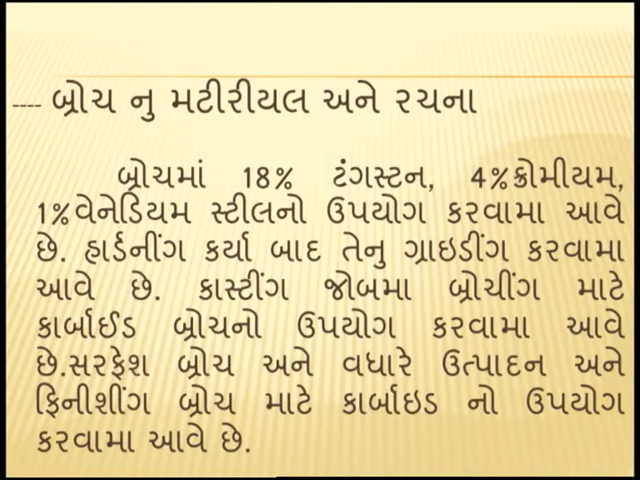 ---- બ્રોચ નુ મટીરીયલ અને રચના
બ્રોચમાં 18% ટંગસ્ટન, 4%ક્રોમીયમ,
1%વેનેડિયમ સ્ટીલનો ઉપયોગ કરવામા આવે
છે. હાર્ડનીંગ કર્યા બાદ તેનુ ગ્રાઇડીંગ કરવામા
આવે છે. કાસ્ટીંગ જોબમા બ્રોચીંગ માટે
કાર્બાઈડ બ્રોચનો ઉપયોગ કરવામા આવે
છે.સરફેશ બ્રોચ અને વધારે ઉત્પાદન અને
ફિનીશીંગ બ્રોચ માટે કાર્બાઇડ નો ઉપયોગ
કરવામા આવે છે.